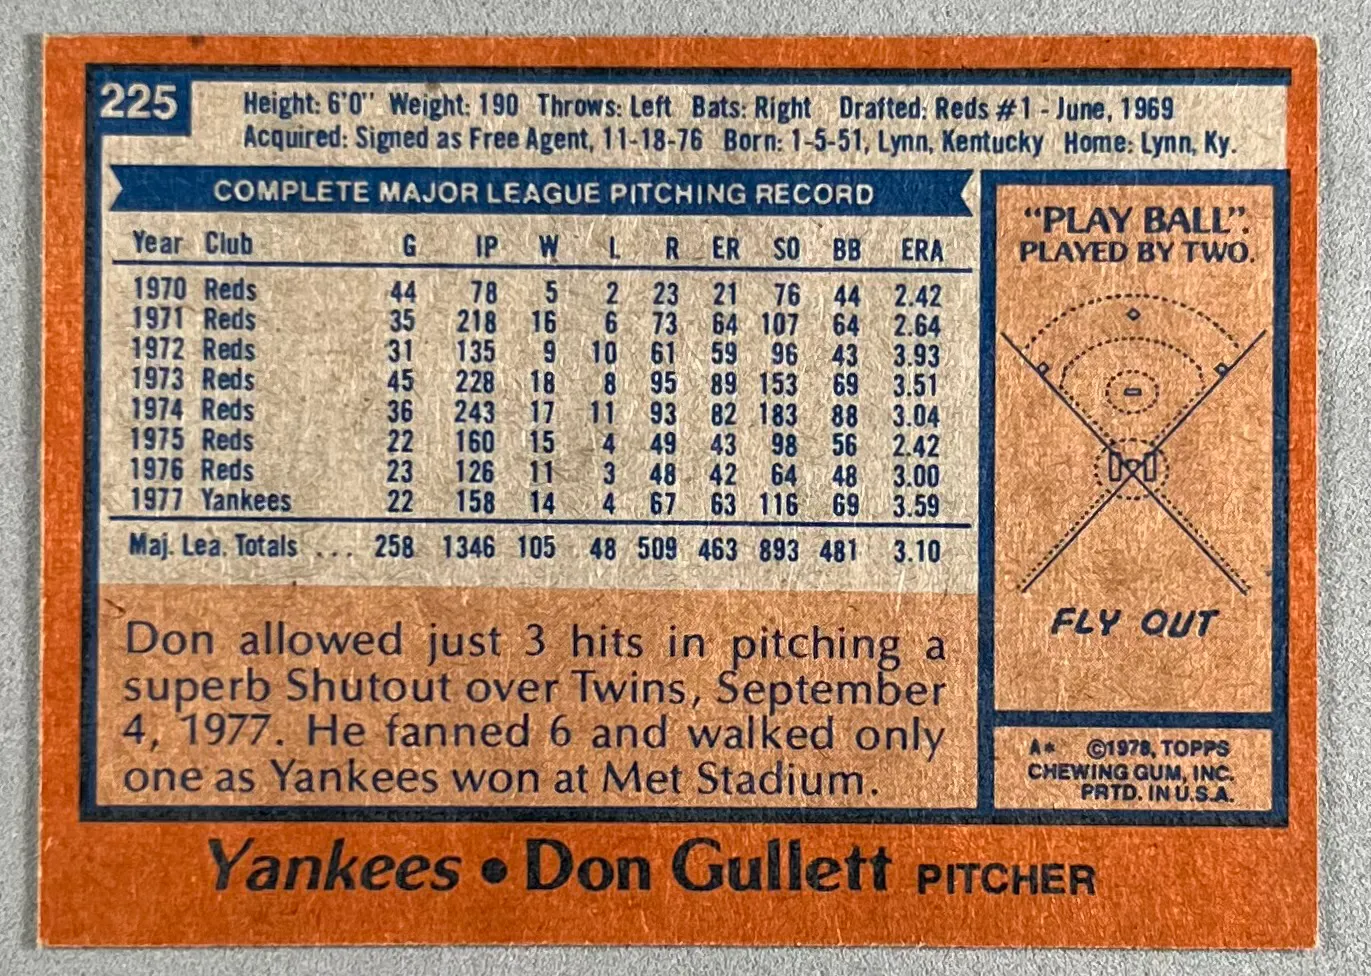 225
Height: 6'0" Weight: 190 Throws: Left Bats: Right Drafted: Reds #1 - June, 1969
Acquired: Signed as Free Agent, 11-18-76 Born: 1-5-51, Lynn, Kentucky Home: Lynn, Ky.
COMPLETE MAJOR LEAGUE PITCHING RECORD
Year Club G IP W L R ER SO BB ERA
1970 Reds 44 78 5 2 23 21 76 44 2.42
1971 Reds 35 218 16 6 73 64 107 64 2.64
1972 Reds 31 135 9 10 61 59 96 43 3.93
1973 Reds 45 228 18 8 95 89 153 69 3.51
1974 Reds 36 243 17 11 93 82 183 88 3.04
1975 Reds 22 160 15 4 49 43 98 56 2.42
1976 Reds 23 126 11 3 48 42 64 48 3.00
1977 Yankees 22 158 14 4 67 63 116 69 3.59
Maj. Lea. Totals ... 258 1346 105 48 509 463 893 481 3.10
Don allowed just 3 hits in pitching a
superb Shutout over Twins, September
4, 1977. He fanned 6 and walked only
one as Yankees won at Met Stadium.
"PLAY BALL".
PLAYED BY TWO.
FLY OUT
A* ©1978, TOPPS
CHEWING GUM, INC.
PRTD. IN U.S.A.
Yankees • Don Gullett PITCHER